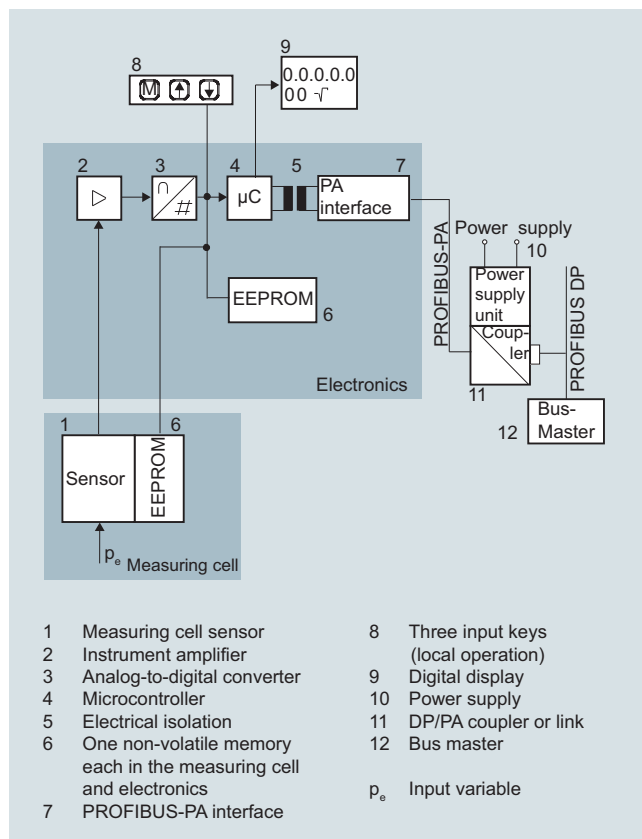 9
8
0.0.0.0.0
00 √
M
2
3
4
5
7
∩
#
µC
PA
interface
Power supply
10
EEPROM
6
PROFIBUS-PA
Power
supply
unit
Coup-
ler
PROFIBUS DP
11
Electronics
12
Bus-
Master
1
6
Sensor
EEPROM
pe
Measuring cell
1 Measuring cell sensor
2 Instrument amplifier
3 Analog-to-digital converter
4 Microcontroller
5 Electrical isolation
6 One non-volatile memory
each in the measuring cell
and electronics
7 PROFIBUS-PA interface
8 Three input keys
(local operation)
9 Digital display
10 Power supply
11 DP/PA coupler or link
12 Bus master
pe Input variable